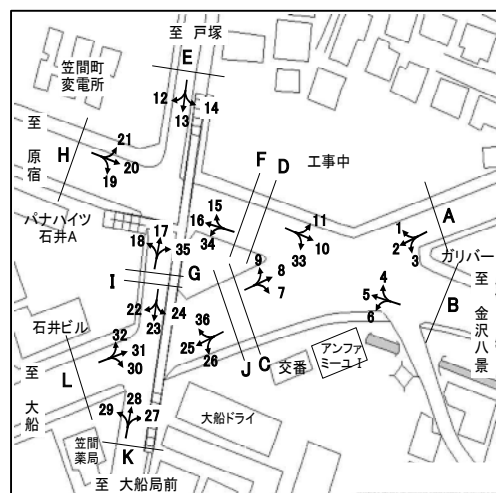 至 戸塚
笠間町
変電所
E
12
14
13
至
原
宿
21
H
20
19
F
D
工事中
パナハイツ
石井A
15
16
34
11
10
33
A
1
2
3
ガリバー
17
18
35
G
I
9
8
7
4
5
6
B
金
沢
八
景
至
石井ビル
22
24
23
36
25
26
32
31
30
J
C
交番
アンファ
ミーユ I
至
大
船
L
28
29
27
大船ドライ
笠間
薬局
K
至 大船局前